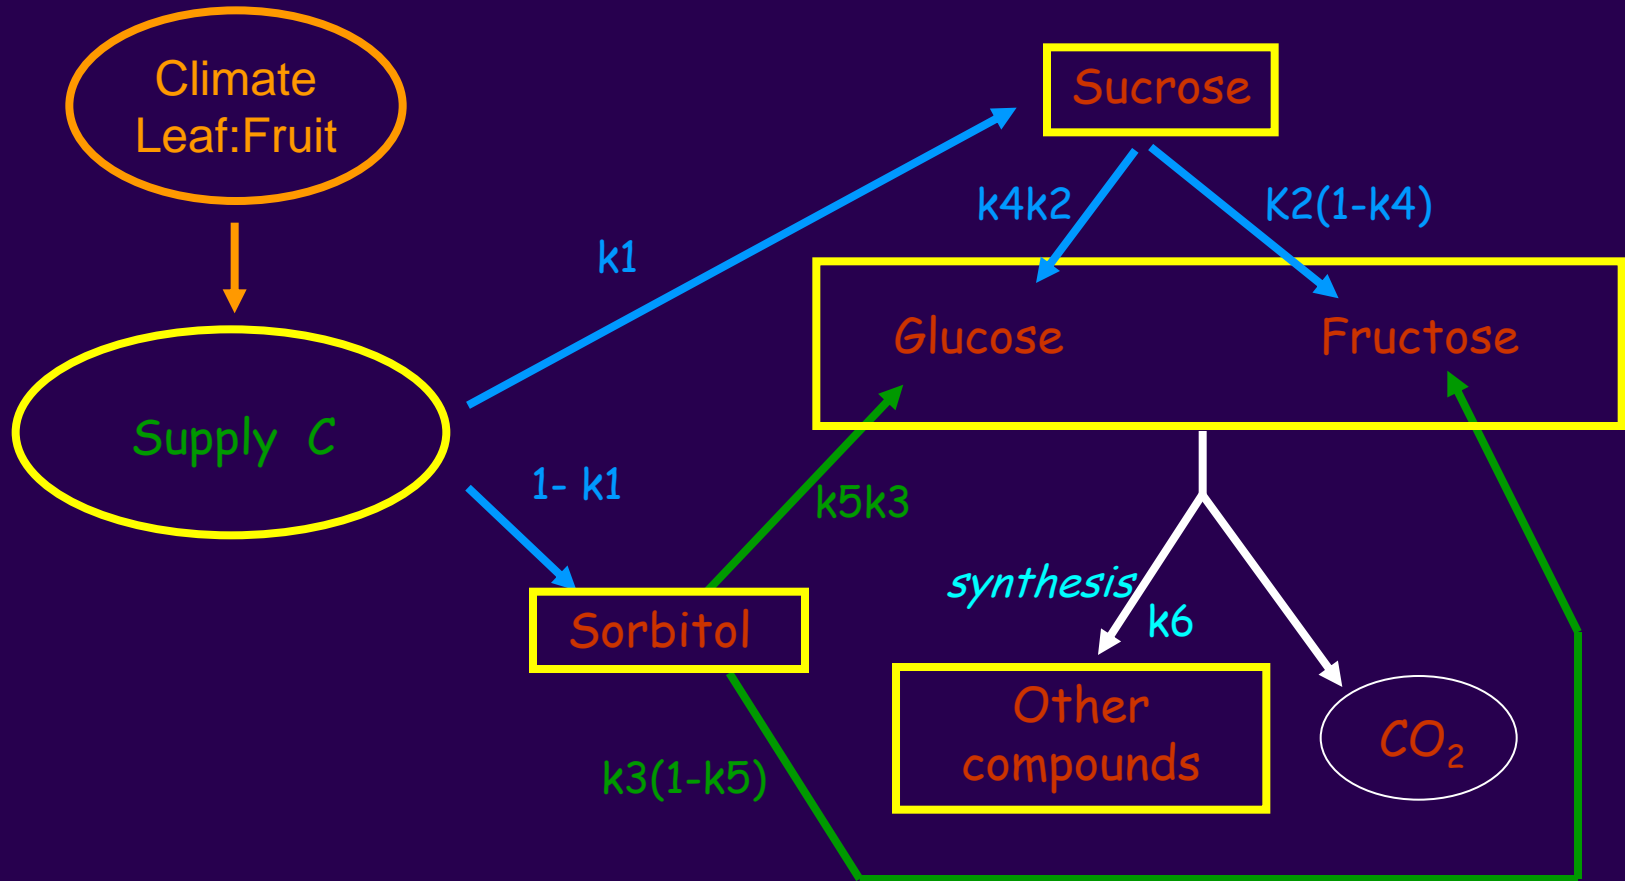 Climate
Leaf:Fruit
Sucrose
k4k2
K2(1-k4)
k1
Glucose
Fructose
Supply C
1- k1
k5k3
synthesis
k6
Sorbitol
Other
compounds
CO₂
k3(1-k5)